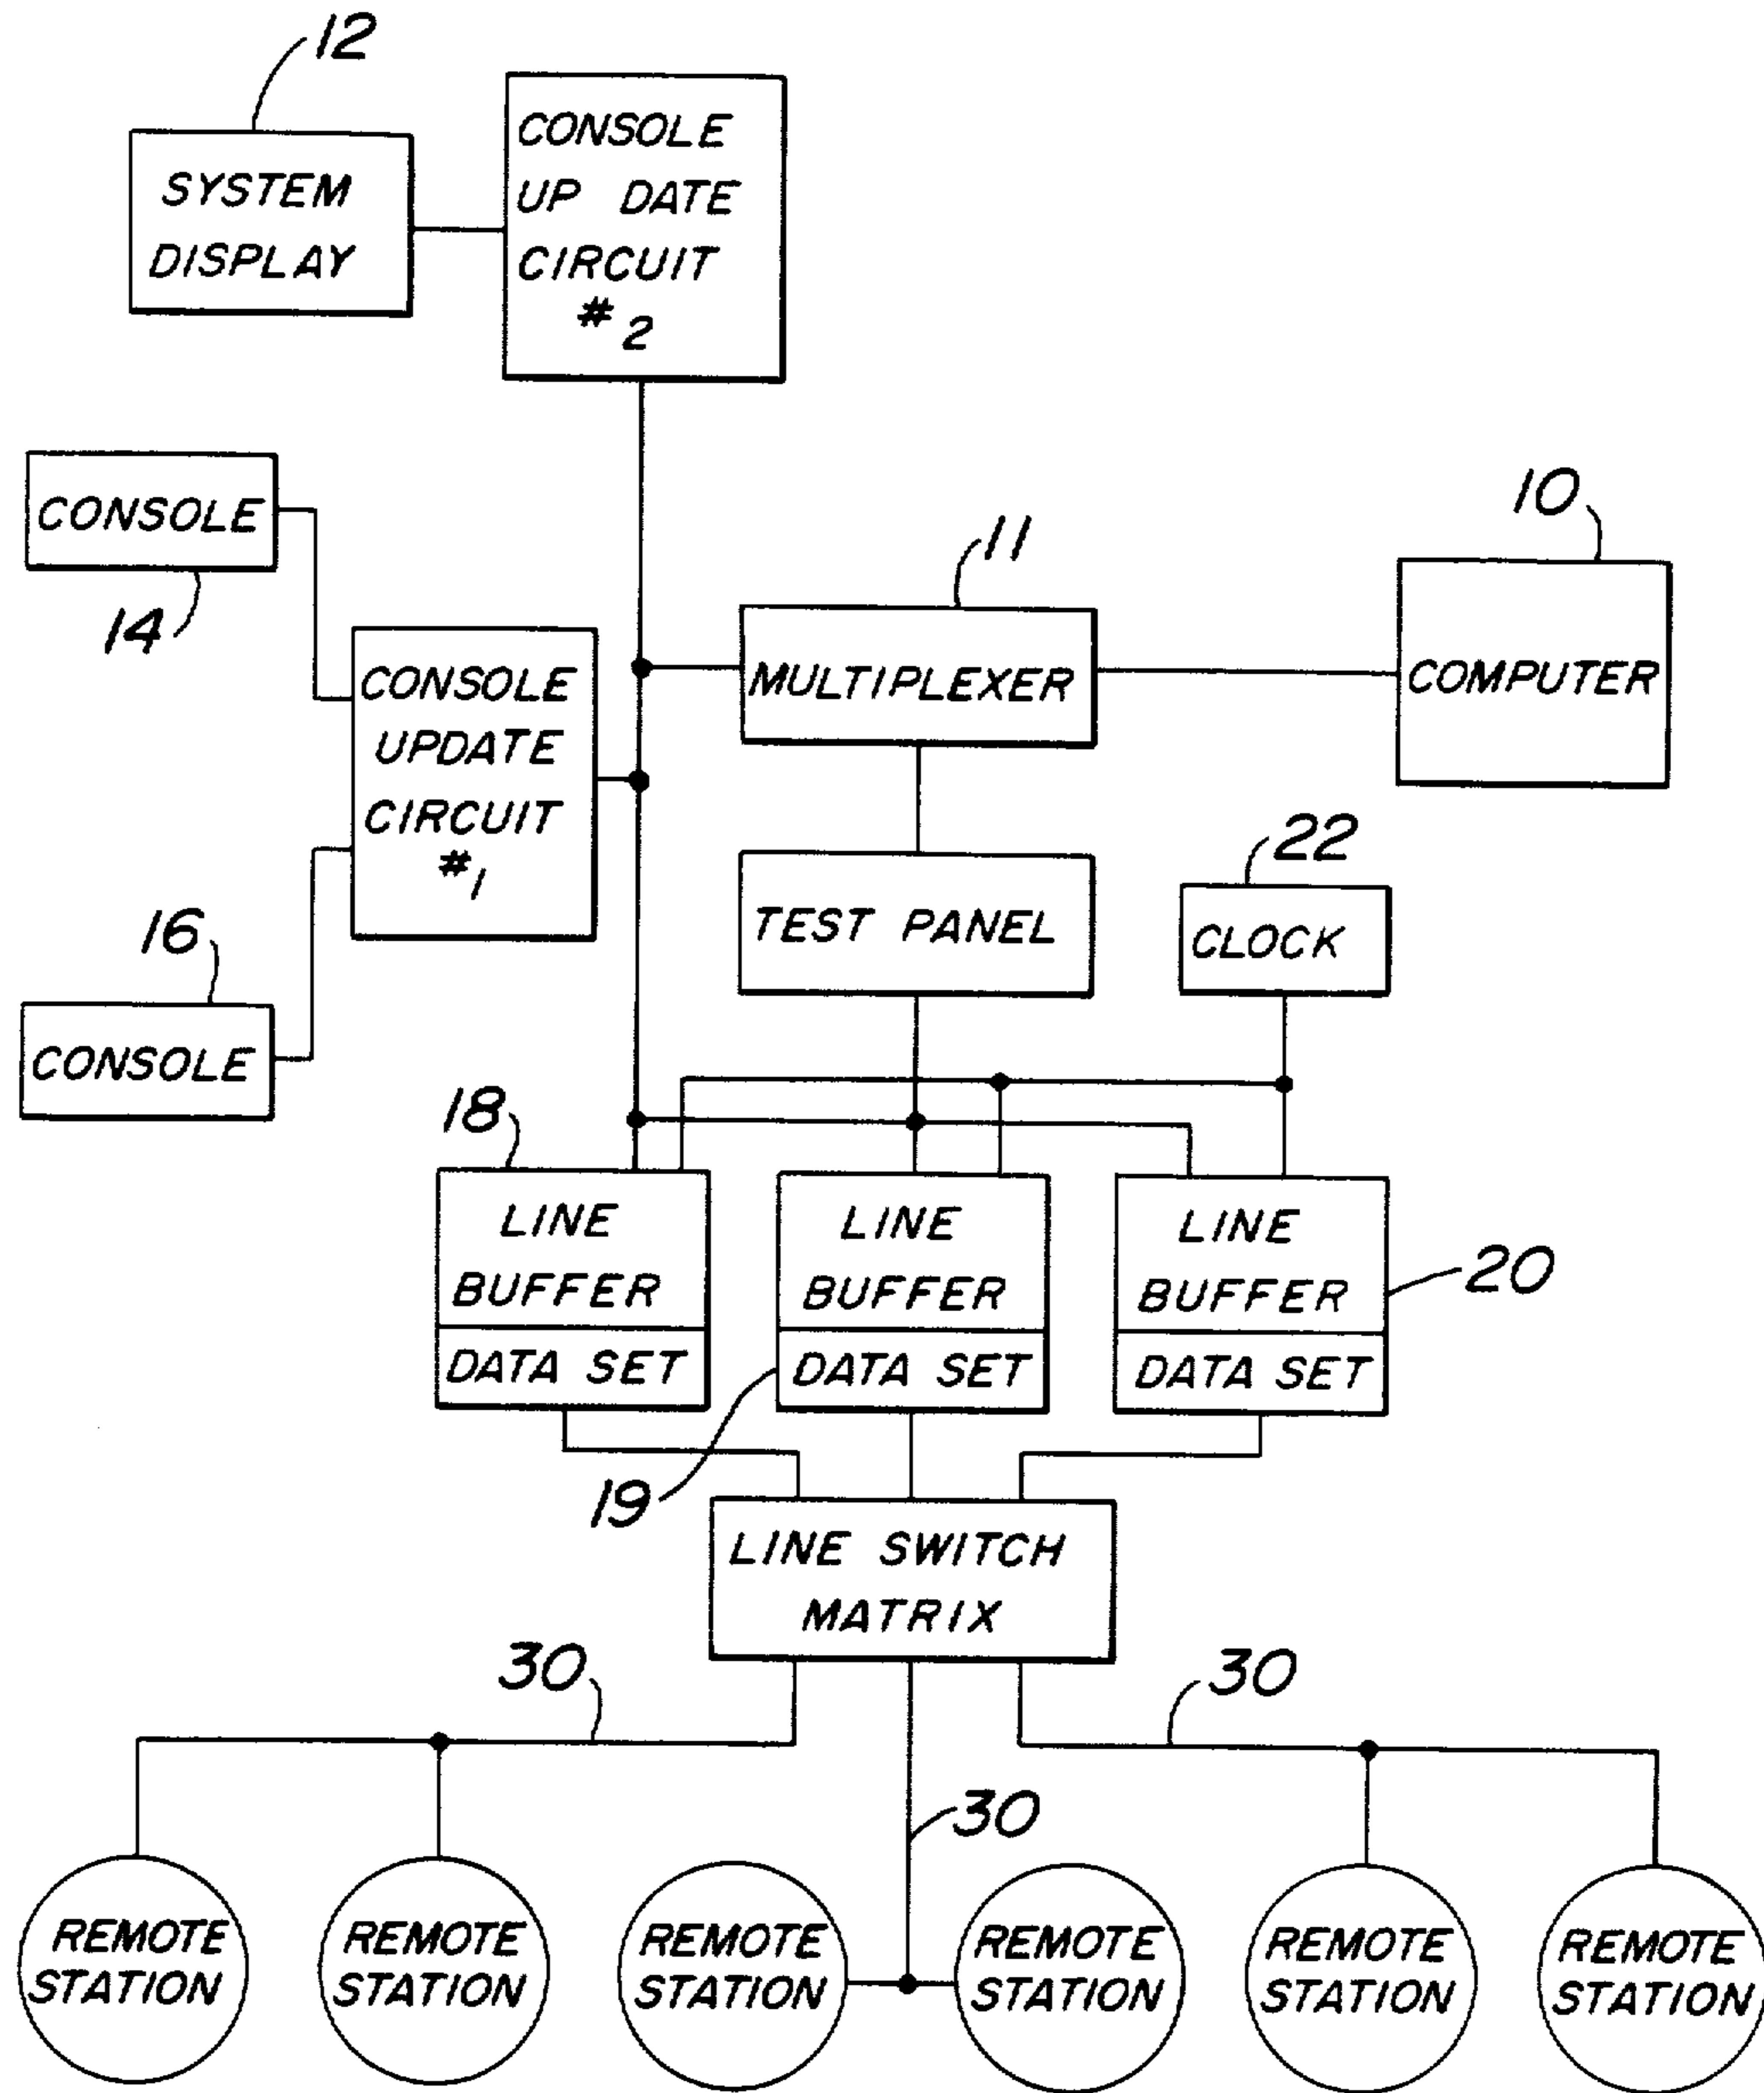 12
SYSTEM
DISPLAY
CONSOLE
UP DATE
CIRCUIT
#2
CONSOLE
14
CONSOLE
UPDATE
CIRCUIT
#1
16
CONSOLE
11
MULTIPLEXER
10
COMPUTER
TEST PANEL
22
CLOCK
18
LINE
BUFFER
DATA SET
LINE
BUFFER
DATA SET
19
LINE
BUFFER
DATA SET
20
LINE SWITCH
MATRIX
30
30
30
REMOTE
STATION
REMOTE
STATION
REMOTE
STATION
REMOTE
STATION
REMOTE
STATION
REMOTE
STATION